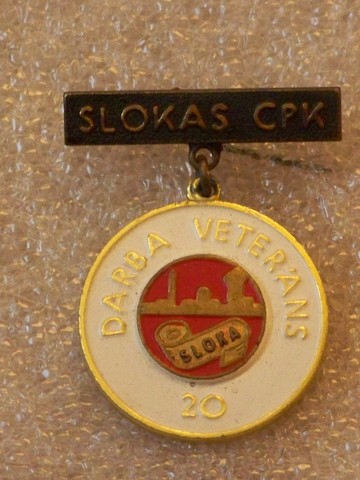 SLOKAS CPK
DARBA VETERĀNS
SLOKA
20